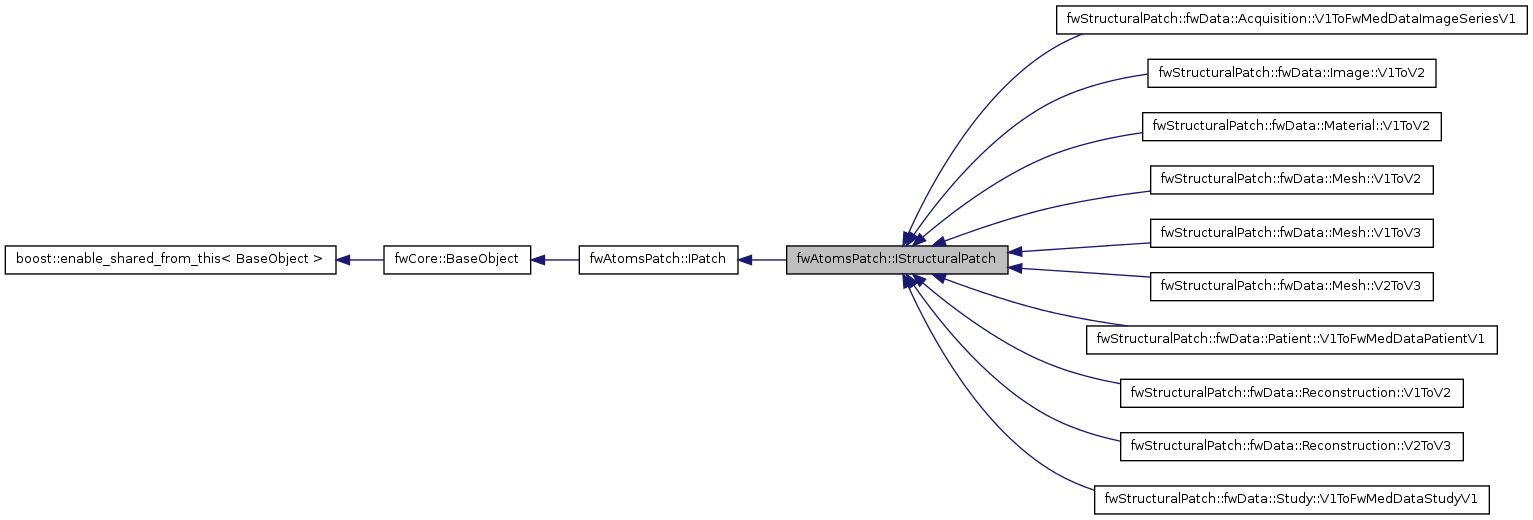 fwStructuralPatch::fwData::Acquisition::V1ToFwMedDataImageSeriesV1
fwStructuralPatch::fwData::Image::V1ToV2
fwStructuralPatch::fwData::Material::V1ToV2
fwStructuralPatch::fwData::Mesh::V1ToV2
fwStructuralPatch::fwData::Mesh::V1ToV3
boost::enable_shared_from_this< BaseObject >
fwCore::BaseObject
fwAtomsPatch::IPatch
fwAtomsPatch::IStructuralPatch
fwStructuralPatch::fwData::Mesh::V2ToV3
fwStructuralPatch::fwData::Patient::V1ToFwMedDataPatientV1
fwStructuralPatch::fwData::Reconstruction::V1ToV2
fwStructuralPatch::fwData::Reconstruction::V2ToV3
fwStructuralPatch::fwData::Study::V1ToFwMedDataStudyV1